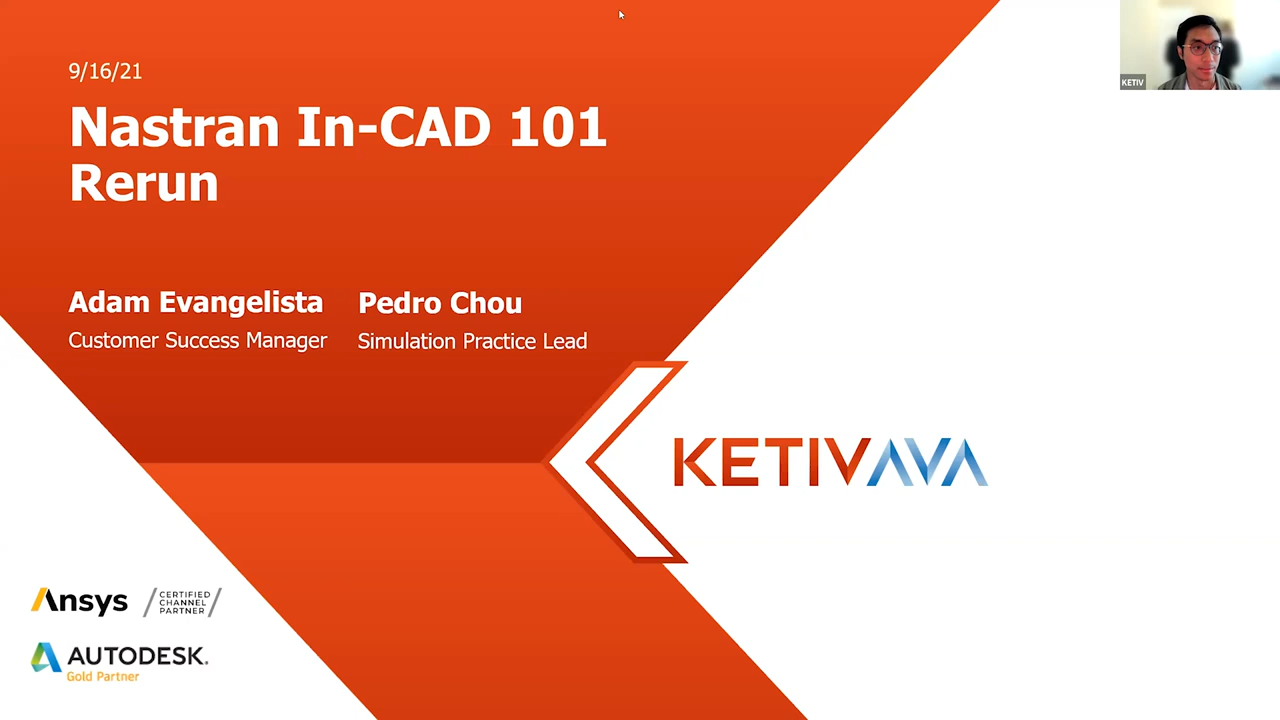 9/16/21
Nastran In-CAD 101
Rerun
Adam Evangelista
Customer Success Manager
Pedro Chou
Simulation Practice Lead
KETIV
KETIVAVA
Ansys
CERTIFIED
CHANNEL
PARTNER
AUTODESK.
Gold Partner